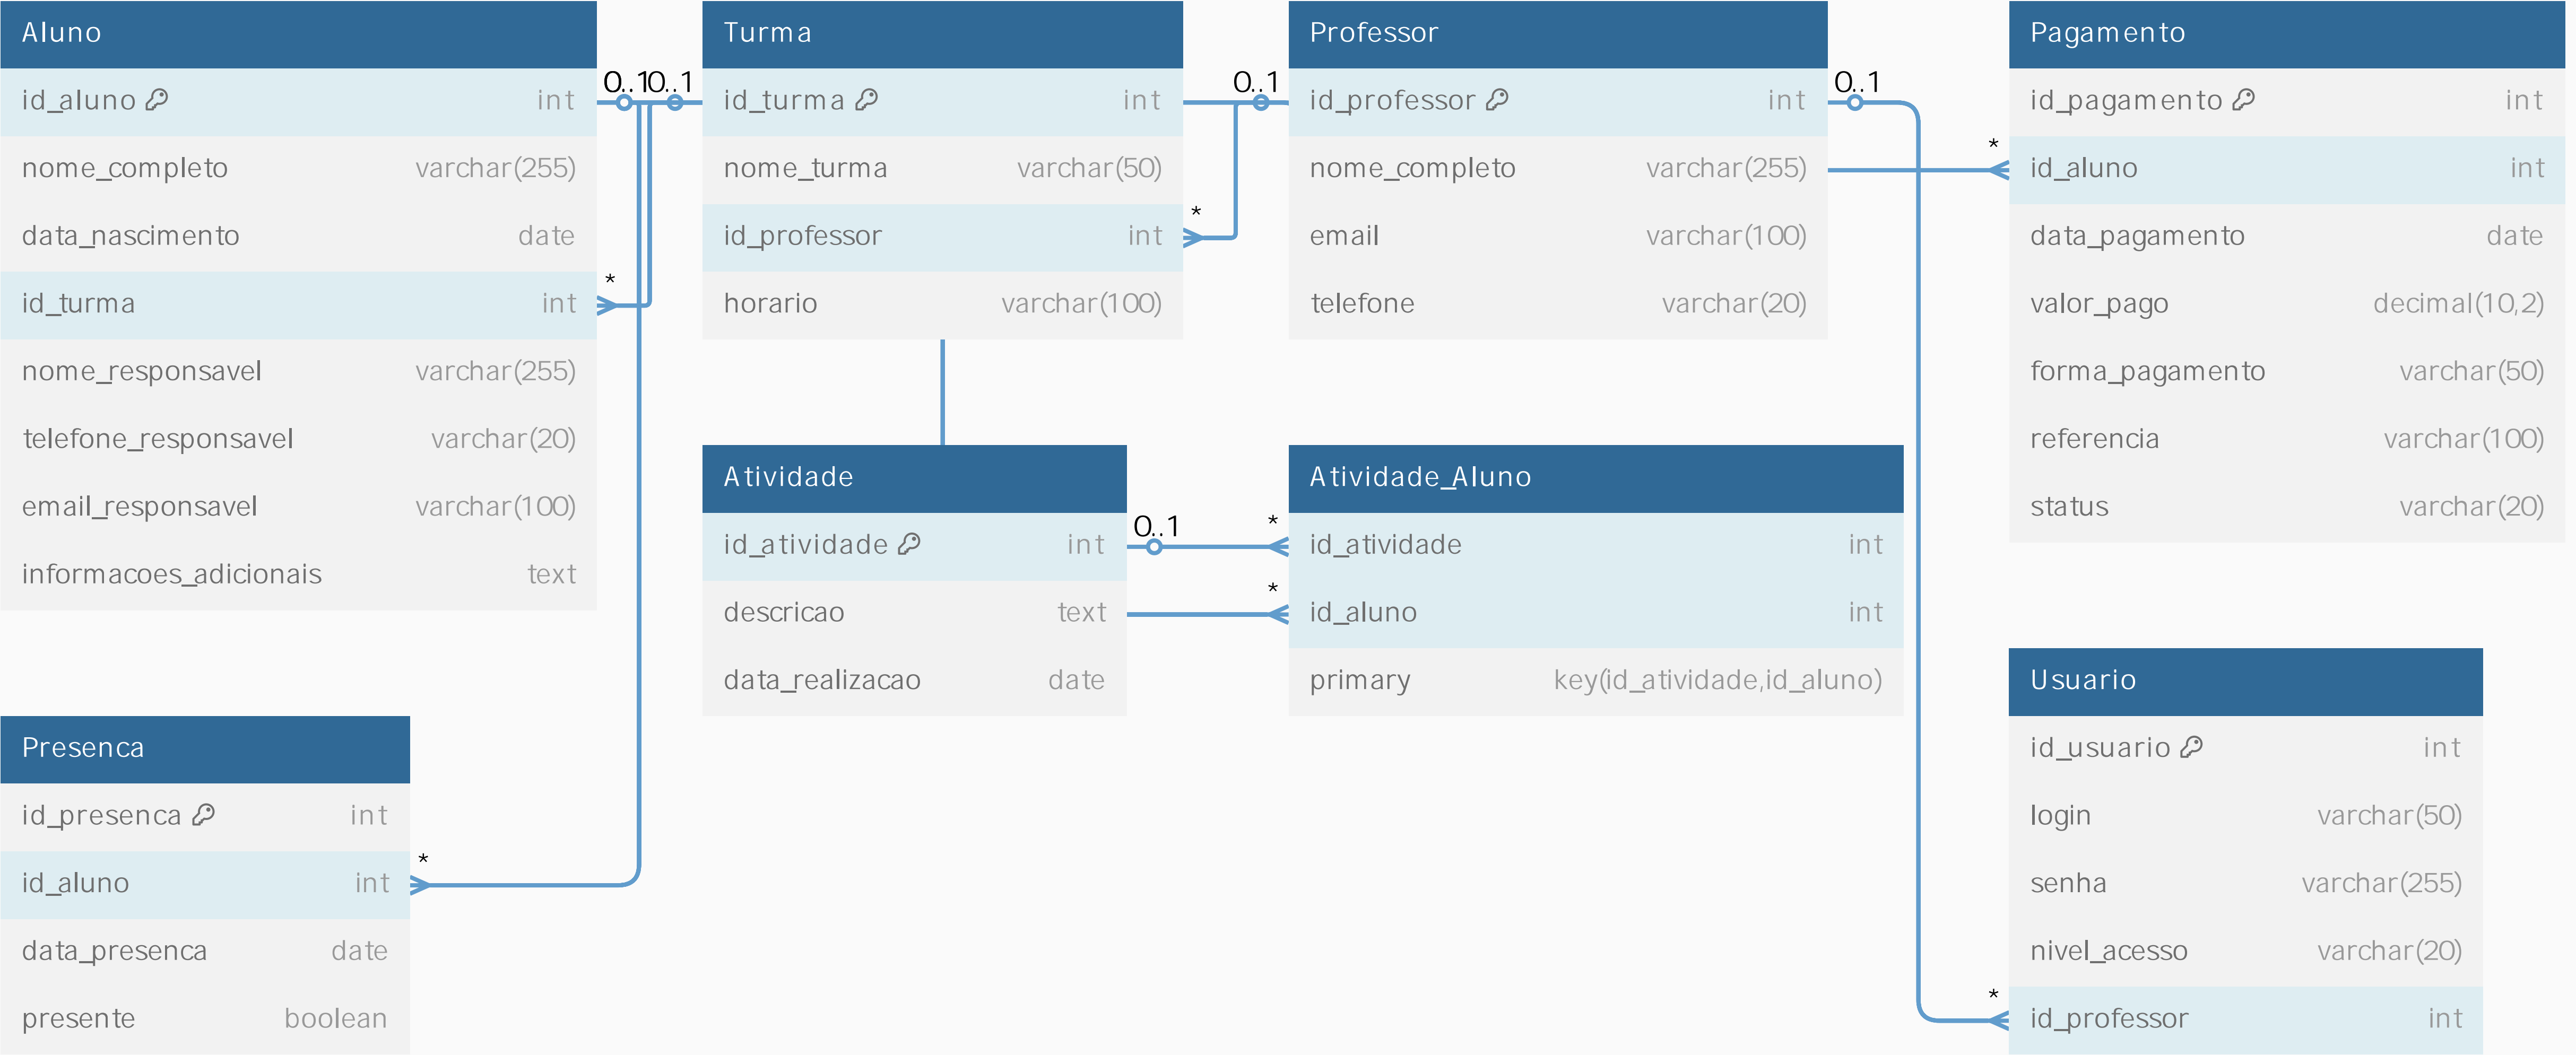 Aluno
id_aluno int
nome_completo varchar(255)
data_nascimento date
id_turma int
nome_responsavel varchar(255)
telefone_responsavel varchar(20)
email_responsavel varchar(100)
informacoes_adicionais text
0..1
0..1
*
Turma
id_turma int
nome_turma varchar(50)
id_professor int
horario varchar(100)
0..1
*
Professor
id_professor int
nome_completo varchar(255)
email varchar(100)
telefone varchar(20)
0..1
*
Pagamento
id_pagamento int
id_aluno int
data_pagamento date
valor_pago decimal(10,2)
forma_pagamento varchar(50)
referencia varchar(100)
status varchar(20)
Atividade
id_atividade int
descricao text
data_realizacao date
0..1
*
*
Atividade_Aluno
id_atividade int
id_aluno int
primary key(id_atividade,id_aluno)
Presenca
id_presenca int
id_aluno int
data_presenca date
presente boolean
*
Usuario
id_usuario int
login varchar(50)
senha varchar(255)
nivel_acesso varchar(20)
id_professor int
*